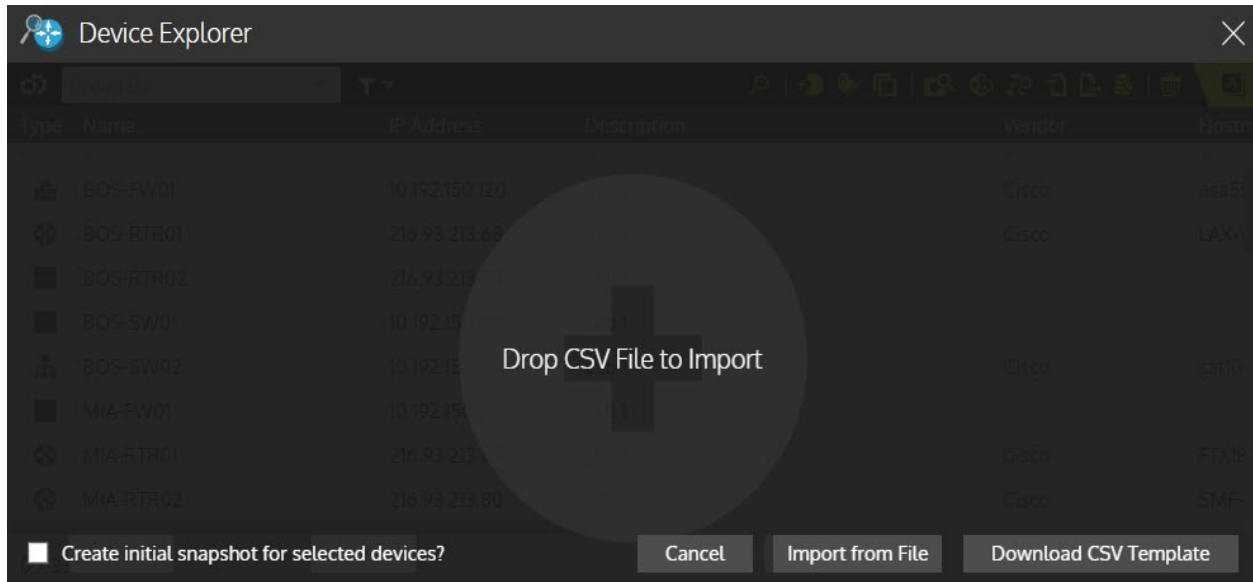 Device Explorer
Type Name IP Address Description Vendor
BOS-FW01 10.192.150.120 Cisco
BOS-RTR01 216.93.213.68 Cisco
BOS-RTR02
BOS-SW01
Drop CSV File to Import
BOS-SW02 Cisco
MIA-FW01
MIA-RTR01 Cisco
MIA-RTR02 216.93.213.80 Cisco
Create initial snapshot for selected devices? Cancel Import from File Download CSV Template